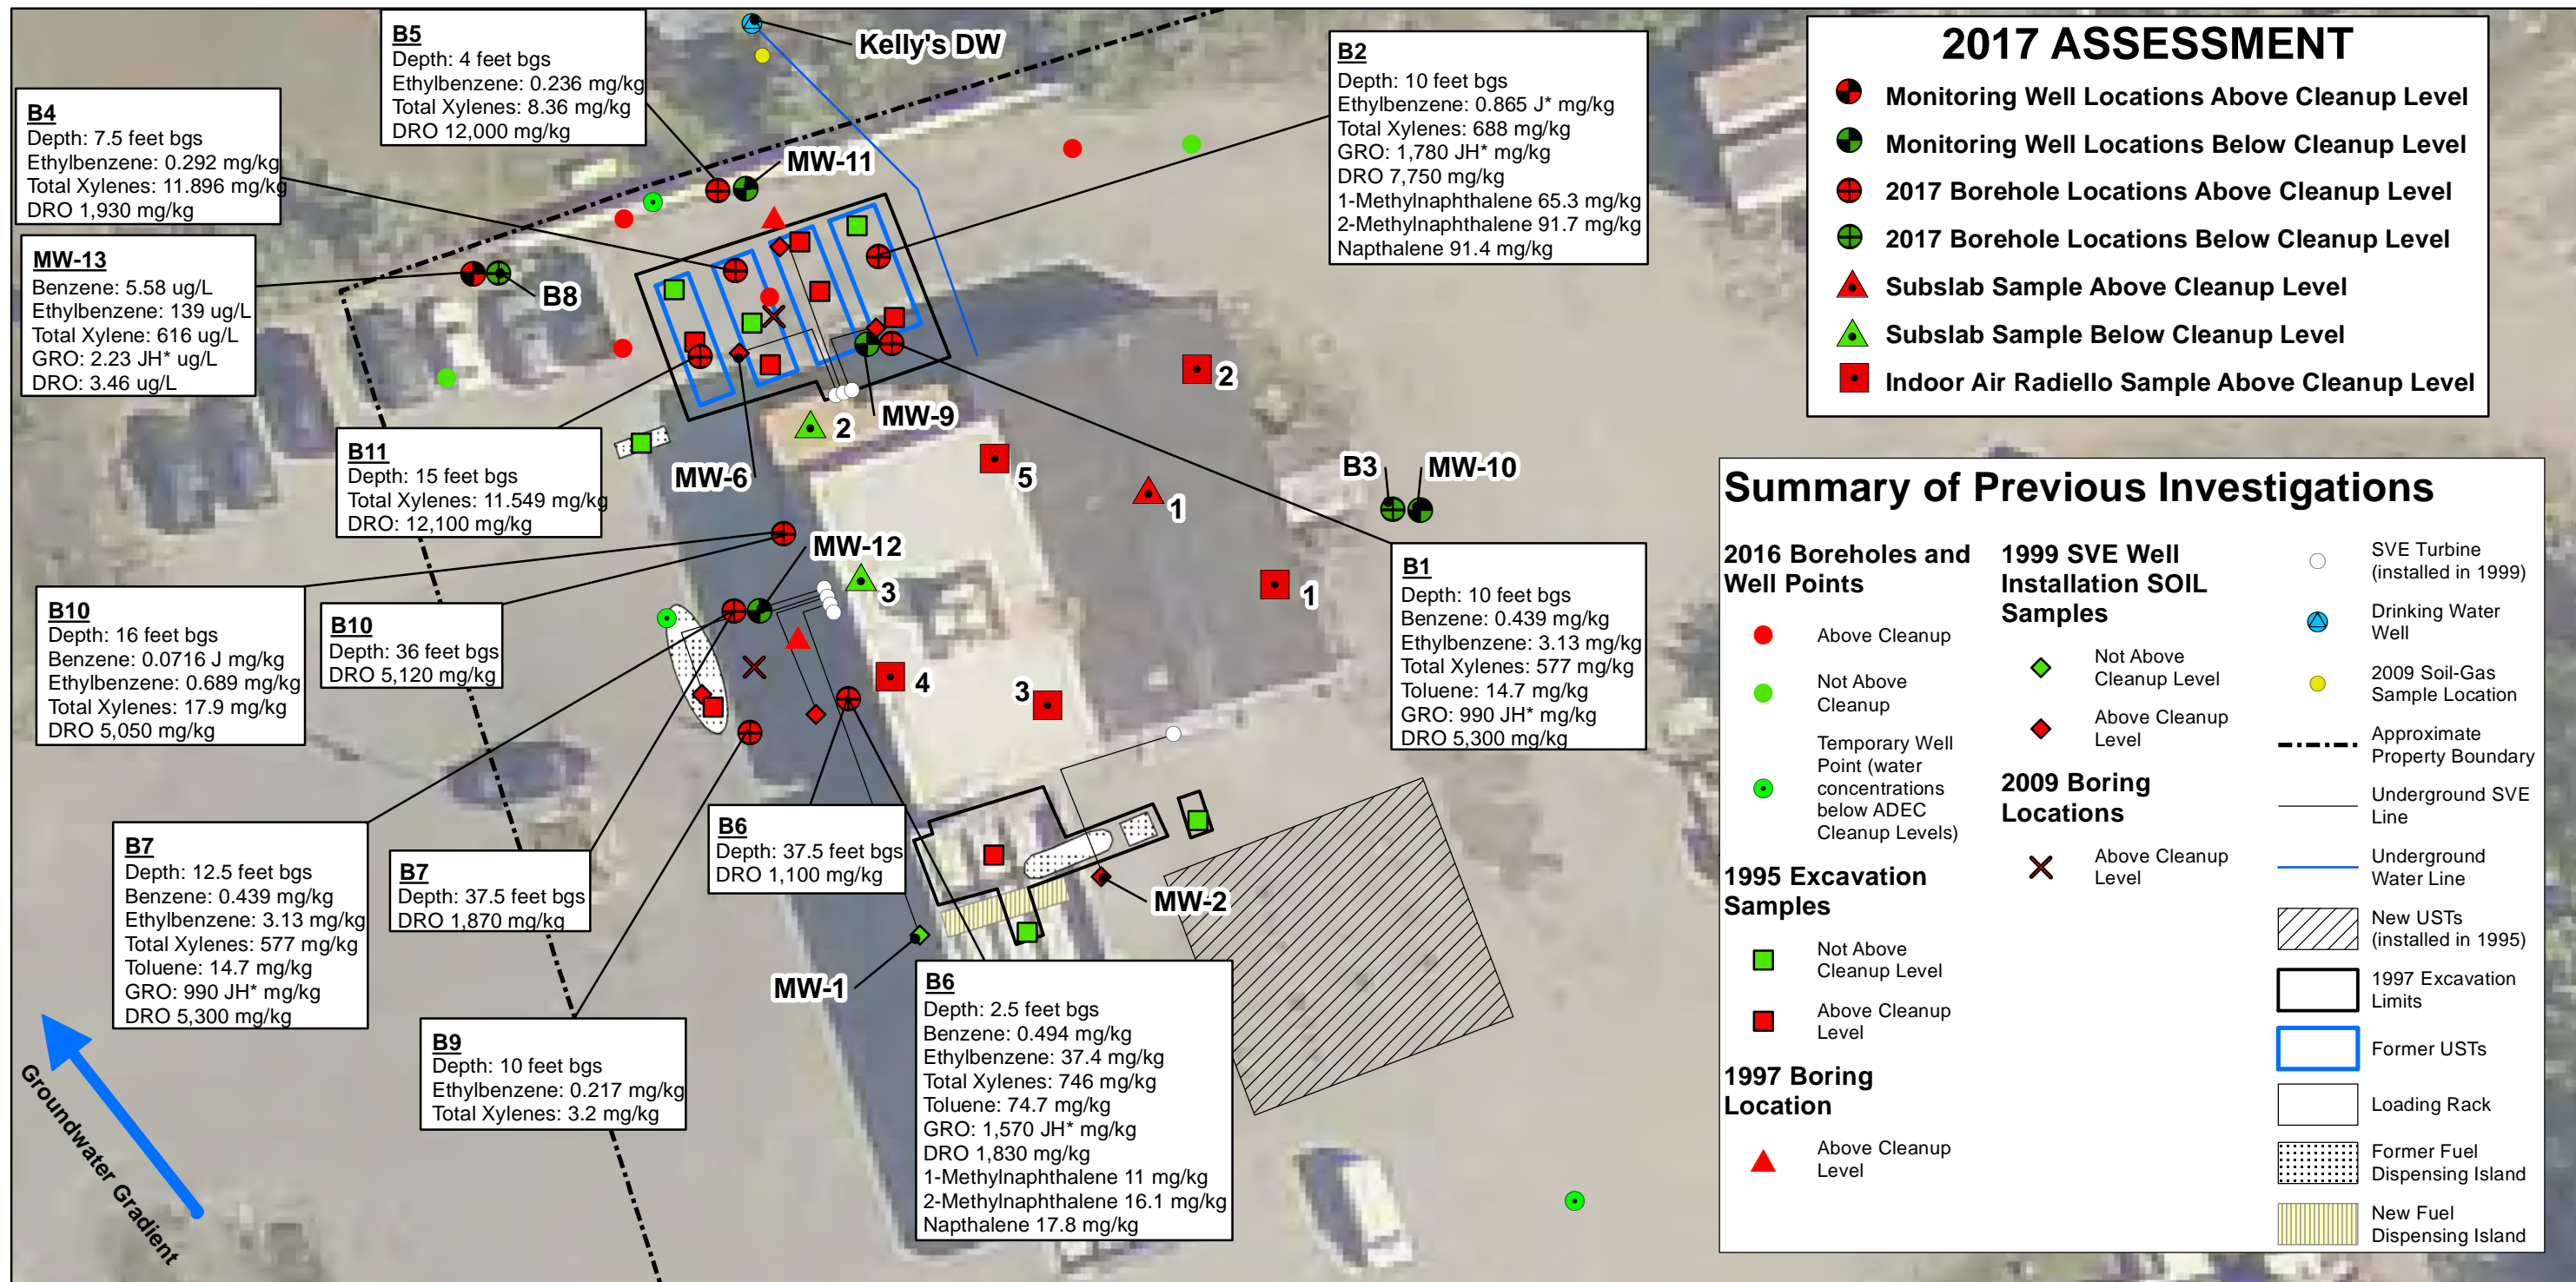 B5
Depth: 4 feet bgs
Ethylbenzene: 0.236 mg/kg
Total Xylenes: 8.36 mg/kg
DRO 12,000 mg/kg
Kelly's DW
B2
Depth: 10 feet bgs
Ethylbenzene: 0.865 J* mg/kg
Total Xylenes: 688 mg/kg
GRO: 1,780 JH* mg/kg
DRO 7,750 mg/kg
1-Methylnaphthalene 65.3 mg/kg
2-Methylnaphthalene 91.7 mg/kg
Napthalene 91.4 mg/kg
B4
Depth: 7.5 feet bgs
Ethylbenzene: 0.292 mg/kg
Total Xylenes: 11.896 mg/kg
DRO 1,930 mg/kg
MW-11
MW-13
Benzene: 5.58 ug/L
Ethylbenzene: 139 ug/L
Total Xylene: 616 ug/L
GRO: 2.23 JH* ug/L
DRO: 3.46 ug/L
B8
2
MW-9
2
B11
Depth: 15 feet bgs
Total Xylenes: 11.549 mg/kg
DRO: 12,100 mg/kg
MW-6
5
1
B3
MW-10
MW-12
3
1
B10
Depth: 16 feet bgs
Benzene: 0.0716 J mg/kg
Ethylbenzene: 0.689 mg/kg
Total Xylenes: 17.9 mg/kg
DRO 5,050 mg/kg
B10
Depth: 36 feet bgs
DRO 5,120 mg/kg
4
3
B1
Depth: 10 feet bgs
Benzene: 0.439 mg/kg
Ethylbenzene: 3.13 mg/kg
Total Xylenes: 577 mg/kg
Toluene: 14.7 mg/kg
GRO: 990 JH* mg/kg
DRO 5,300 mg/kg
B7
Depth: 12.5 feet bgs
Benzene: 0.439 mg/kg
Ethylbenzene: 3.13 mg/kg
Total Xylenes: 577 mg/kg
Toluene: 14.7 mg/kg
GRO: 990 JH* mg/kg
DRO 5,300 mg/kg
B7
Depth: 37.5 feet bgs
DRO 1,870 mg/kg
B6
Depth: 37.5 feet bgs
DRO 1,100 mg/kg
MW-2
MW-1
B9
Depth: 10 feet bgs
Ethylbenzene: 0.217 mg/kg
Total Xylenes: 3.2 mg/kg
B6
Depth: 2.5 feet bgs
Benzene: 0.494 mg/kg
Ethylbenzene: 37.4 mg/kg
Total Xylenes: 746 mg/kg
Toluene: 74.7 mg/kg
GRO: 1,570 JH* mg/kg
DRO 1,830 mg/kg
1-Methylnaphthalene 11 mg/kg
2-Methylnaphthalene 16.1 mg/kg
Napthalene 17.8 mg/kg
Groundwater Gradient
2017 ASSESSMENT
Monitoring Well Locations Above Cleanup Level
Monitoring Well Locations Below Cleanup Level
2017 Borehole Locations Above Cleanup Level
2017 Borehole Locations Below Cleanup Level
Subslab Sample Above Cleanup Level
Subslab Sample Below Cleanup Level
Indoor Air Radiello Sample Above Cleanup Level
Summary of Previous Investigations
2016 Boreholes and
Well Points
Above Cleanup
Not Above
Cleanup
Temporary Well
Point (water
concentrations
below ADEC
Cleanup Levels)
1995 Excavation
Samples
Not Above
Cleanup Level
Above Cleanup
Level
1997 Boring
Location
Above Cleanup
Level
1999 SVE Well
Installation SOIL
Samples
Not Above
Cleanup Level
Above Cleanup
Level
2009 Boring
Locations
Above Cleanup
Level
SVE Turbine
(installed in 1999)
Drinking Water
Well
2009 Soil-Gas
Sample Location
Approximate
Property Boundary
Underground SVE
Line
Underground
Water Line
New USTs
(installed in 1995)
1997 Excavation
Limits
Former USTs
Loading Rack
Former Fuel
Dispensing Island
New Fuel
Dispensing Island